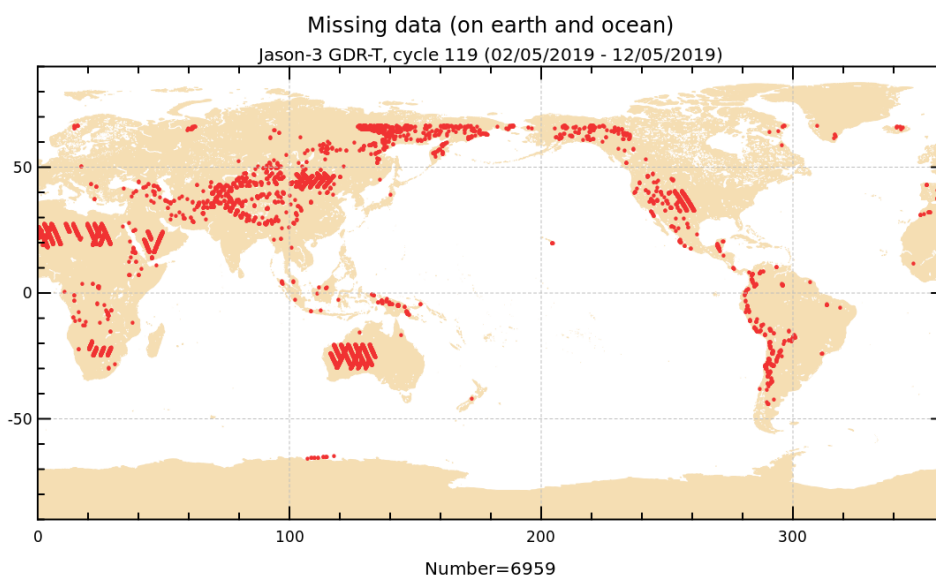 Missing data (on earth and ocean)
Jason-3 GDR-T, cycle 119 (02/05/2019 - 12/05/2019)
50
0
-50
0 100 200 300
Number=6959